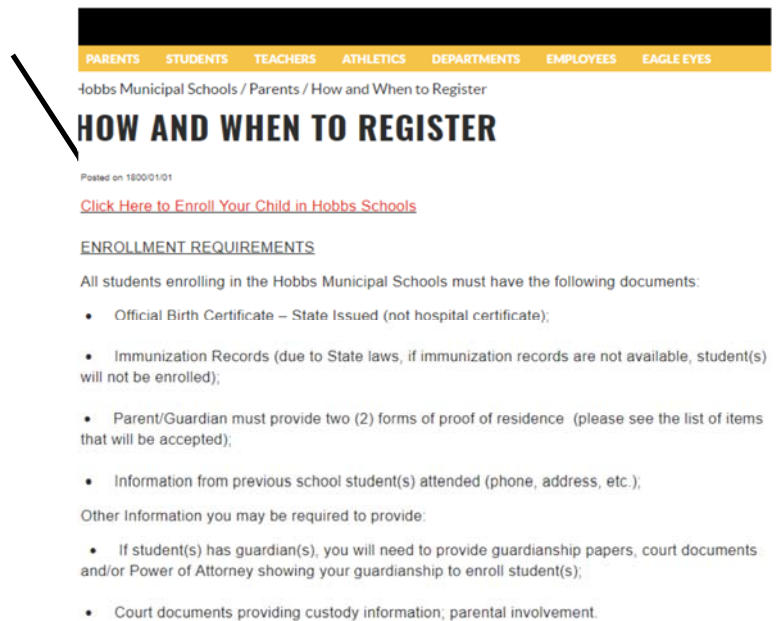 PARENTS STUDENTS TEACHERS ATHLETICS DEPARTMENTS EMPLOYEES EAGLE EYES
Hobbs Municipal Schools / Parents / How and When to Register
HOW AND WHEN TO REGISTER
Posted on 1800/01/01
Click Here to Enroll Your Child in Hobbs Schools
ENROLLMENT REQUIREMENTS
All students enrolling in the Hobbs Municipal Schools must have the following documents:
• Official Birth Certificate – State Issued (not hospital certificate);
• Immunization Records (due to State laws, if immunization records are not available, student(s)
will not be enrolled);
• Parent/Guardian must provide two (2) forms of proof of residence (please see the list of items
that will be accepted);
• Information from previous school student(s) attended (phone, address, etc.);
Other Information you may be required to provide:
• If student(s) has guardian(s), you will need to provide guardianship papers, court documents
and/or Power of Attorney showing your guardianship to enroll student(s);
• Court documents providing custody information; parental involvement.